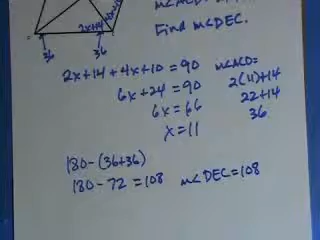 2x+14
36
36
Find m∠DEC.
2x+14+4x+10=90
6x+24=90
6x=66
x=11
m∠ACD=
2(11)+14
22+14
36
180-(36+36)
180-72=108
m∠DEC=108